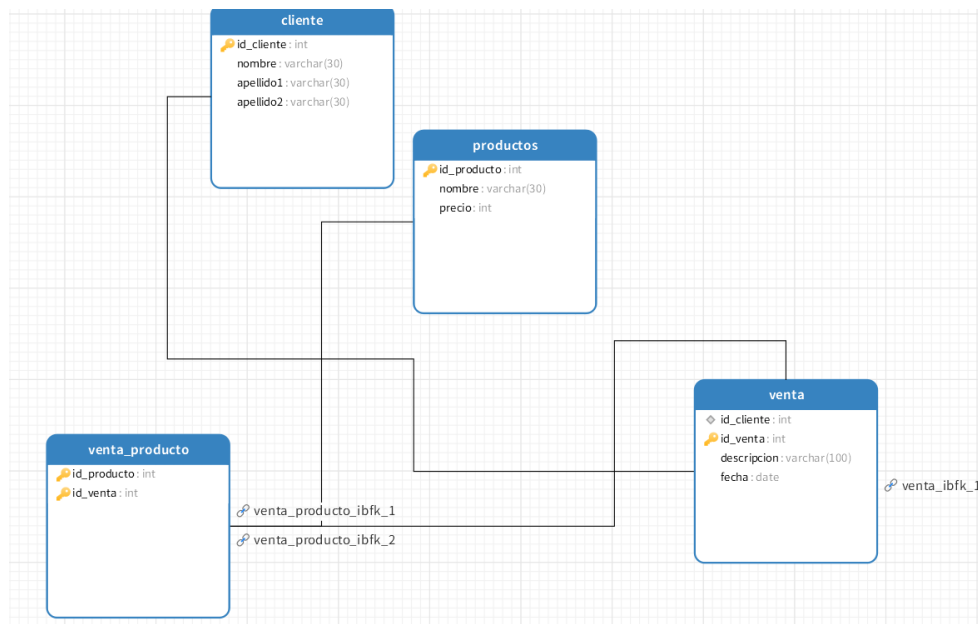 cliente
id_cliente : int
nombre : varchar(30)
apellido1 : varchar(30)
apellido2 : varchar(30)
productos
id_producto : int
nombre : varchar(30)
precio : int
venta
id_cliente : int
id_venta : int
descripcion : varchar(100)
fecha : date
venta_ibfk_1
venta_producto
id_producto : int
id_venta : int
venta_producto_ibfk_1
venta_producto_ibfk_2